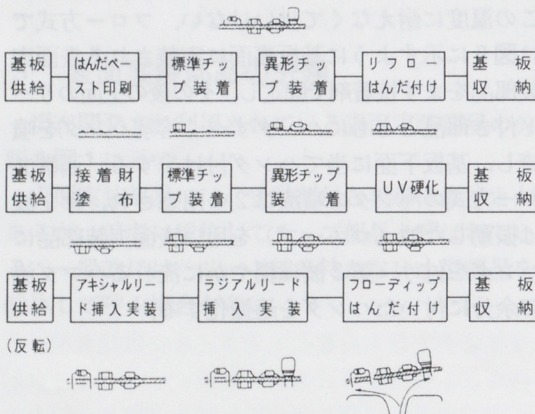 基板
供給
はんだペー
スト印刷
標準チッ
プ装着
異形チッ
プ装着
リフロー
はんだ付け
基板
収納
基板
供給
接着財
塗布
標準チッ
プ装着
異形チップ
装着
UV硬化
基板
収納
基板
供給
アキシャルリー
ド挿入実装
ラジアルリード
挿入実装
フローディップ
はんだ付け
基板
収納
(反転)